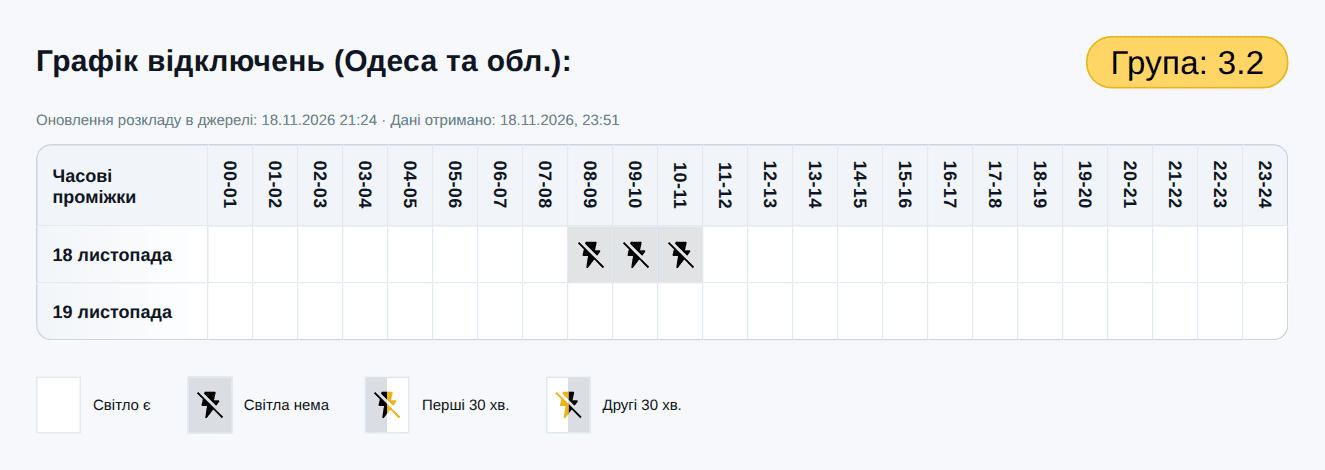 Графік відключень (Одеса та обл.):
Група: 3.2
Оновлення розкладу в джерелі: 18.11.2026 21:24 · Дані отримано: 18.11.2026, 23:51
Часові
проміжки
00-01
01-02
02-03
03-04
04-05
05-06
06-07
07-08
08-09
09-10
10-11
11-12
12-13
13-14
14-15
15-16
16-17
17-18
18-19
19-20
20-21
21-22
22-23
23-24
18 листопада
19 листопада
Світло є
Світла нема
Перші 30 хв.
Другі 30 хв.